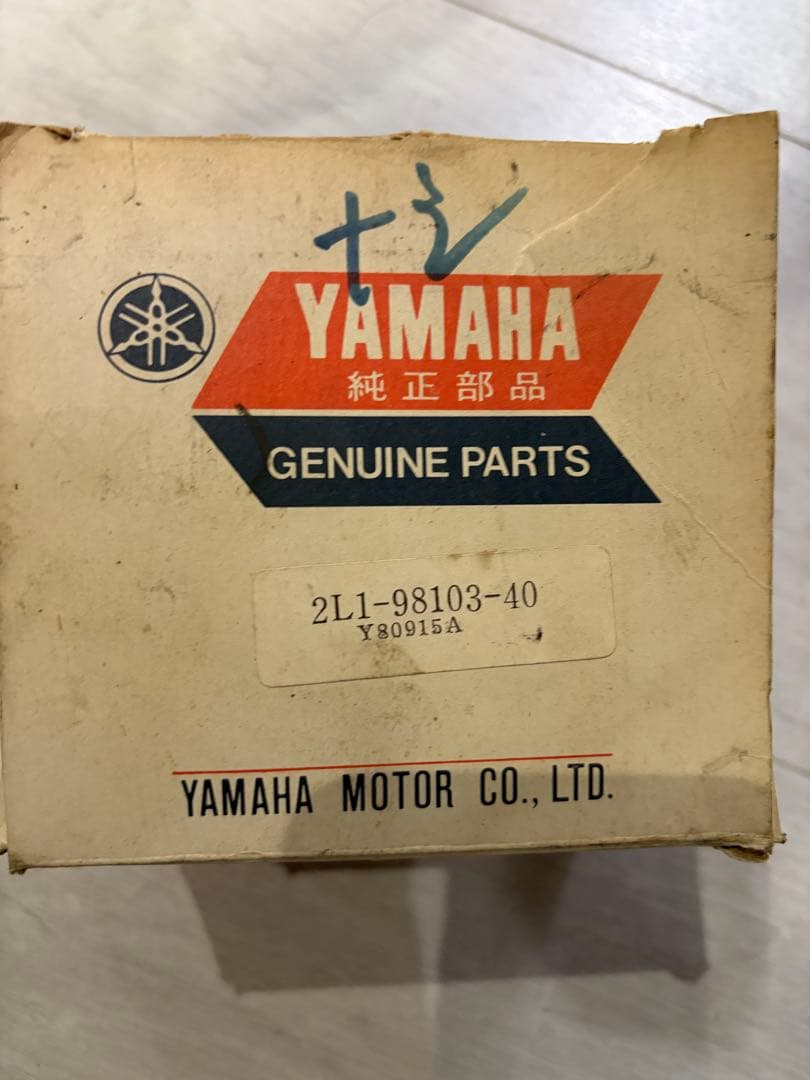 YAMAHA
純正部品
GENUINE PARTS
2L1-98103-40
Y80915A
YAMAHA MOTOR CO., LTD.